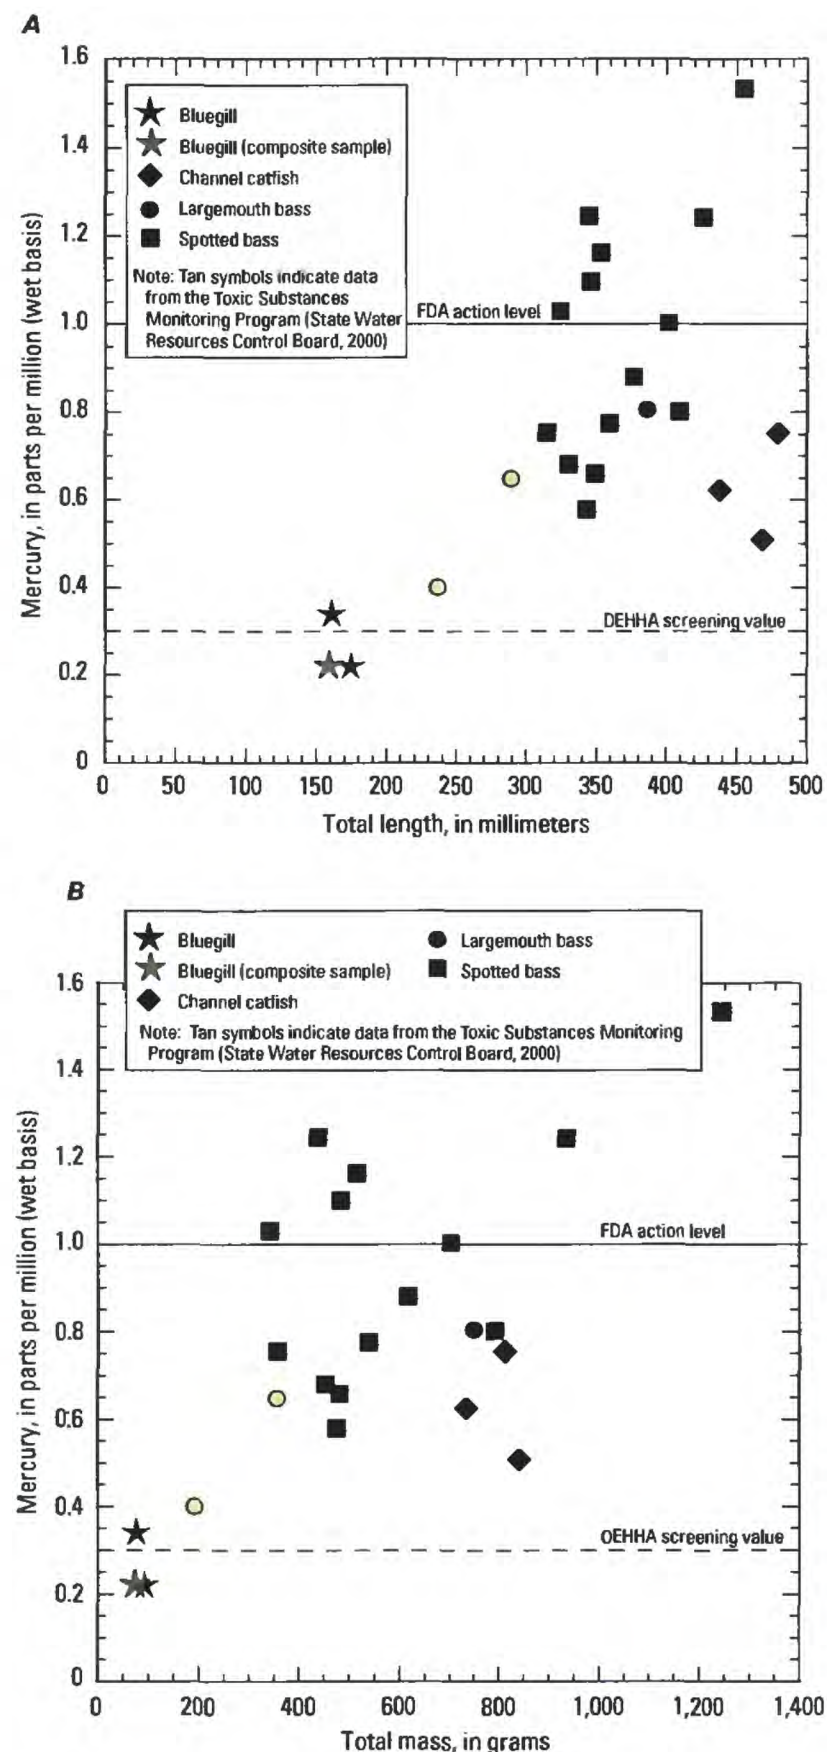 A
1.6
1.4
1.2
1.0
0.8
0.6
0.4
0.2
0
Mercury, in parts per million (wet basis)
Bluegill
Bluegill (composite sample)
Channel catfish
Largemouth bass
Spotted bass
Note: Tan symbols indicate data
from the Toxic Substances
Monitoring Program (State Water
Resources Control Board, 2000)
FDA action level
DEHHA screening value
0 50 100 150 200 250 300 350 400 450 500
Total length, in millimeters
B
Bluegill
Bluegill (composite sample)
Channel catfish
Largemouth bass
Spotted bass
Note: Tan symbols indicate data from the Toxic Substances Monitoring
Program (State Water Resources Control Board, 2000)
1.6
1.4
1.2
1.0
0.8
0.6
0.4
0.2
0
Mercury, in parts per million (wet basis)
FDA action level
OEHHA screening value
0 200 400 600 800 1,000 1,200 1,400
Total mass, in grams